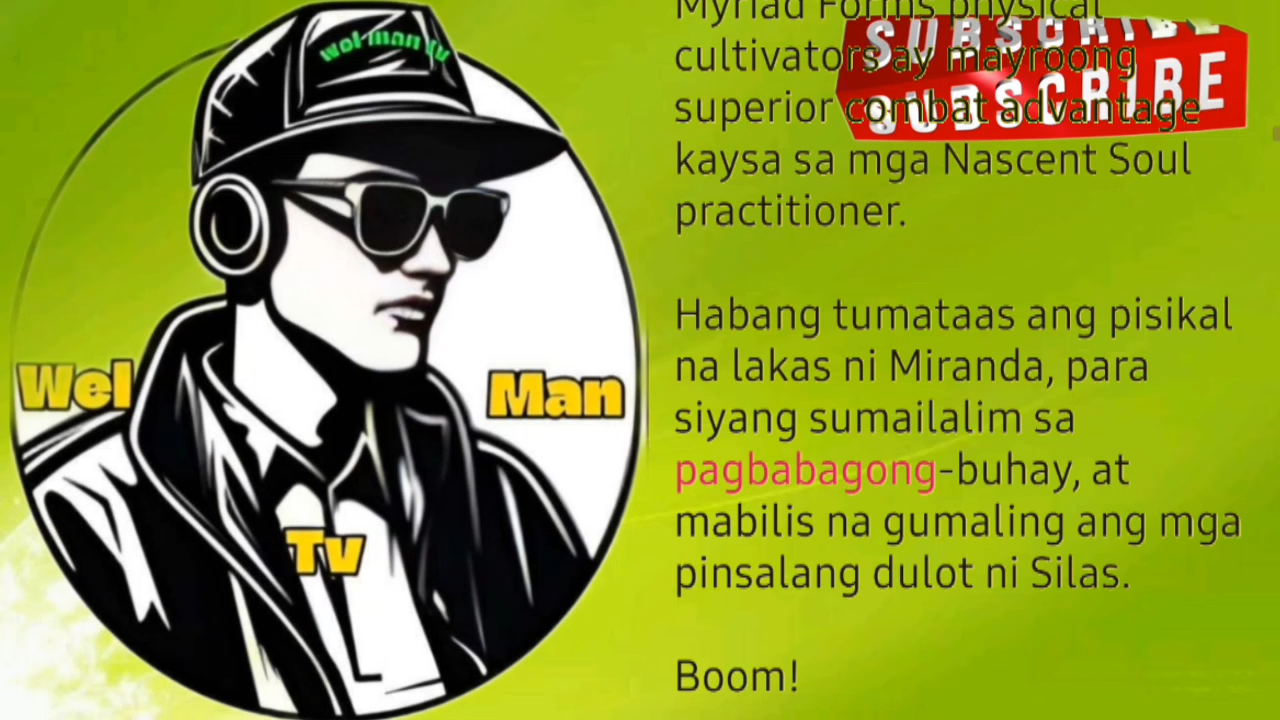 wel man tv
Wel
Man
Tv
SUBSCRIBE
SUBSCRIBE
Myriad Forms physical
cultivators ay mayroong
superior combat advantage
kaysa sa mga Nascent Soul
practitioner.
Habang tumataas ang pisikal
na lakas ni Miranda, para
siyang sumailalim sa
pagbabagong-buhay, at
mabilis na gumaling ang mga
pinsalang dulot ni Silas.
Boom!